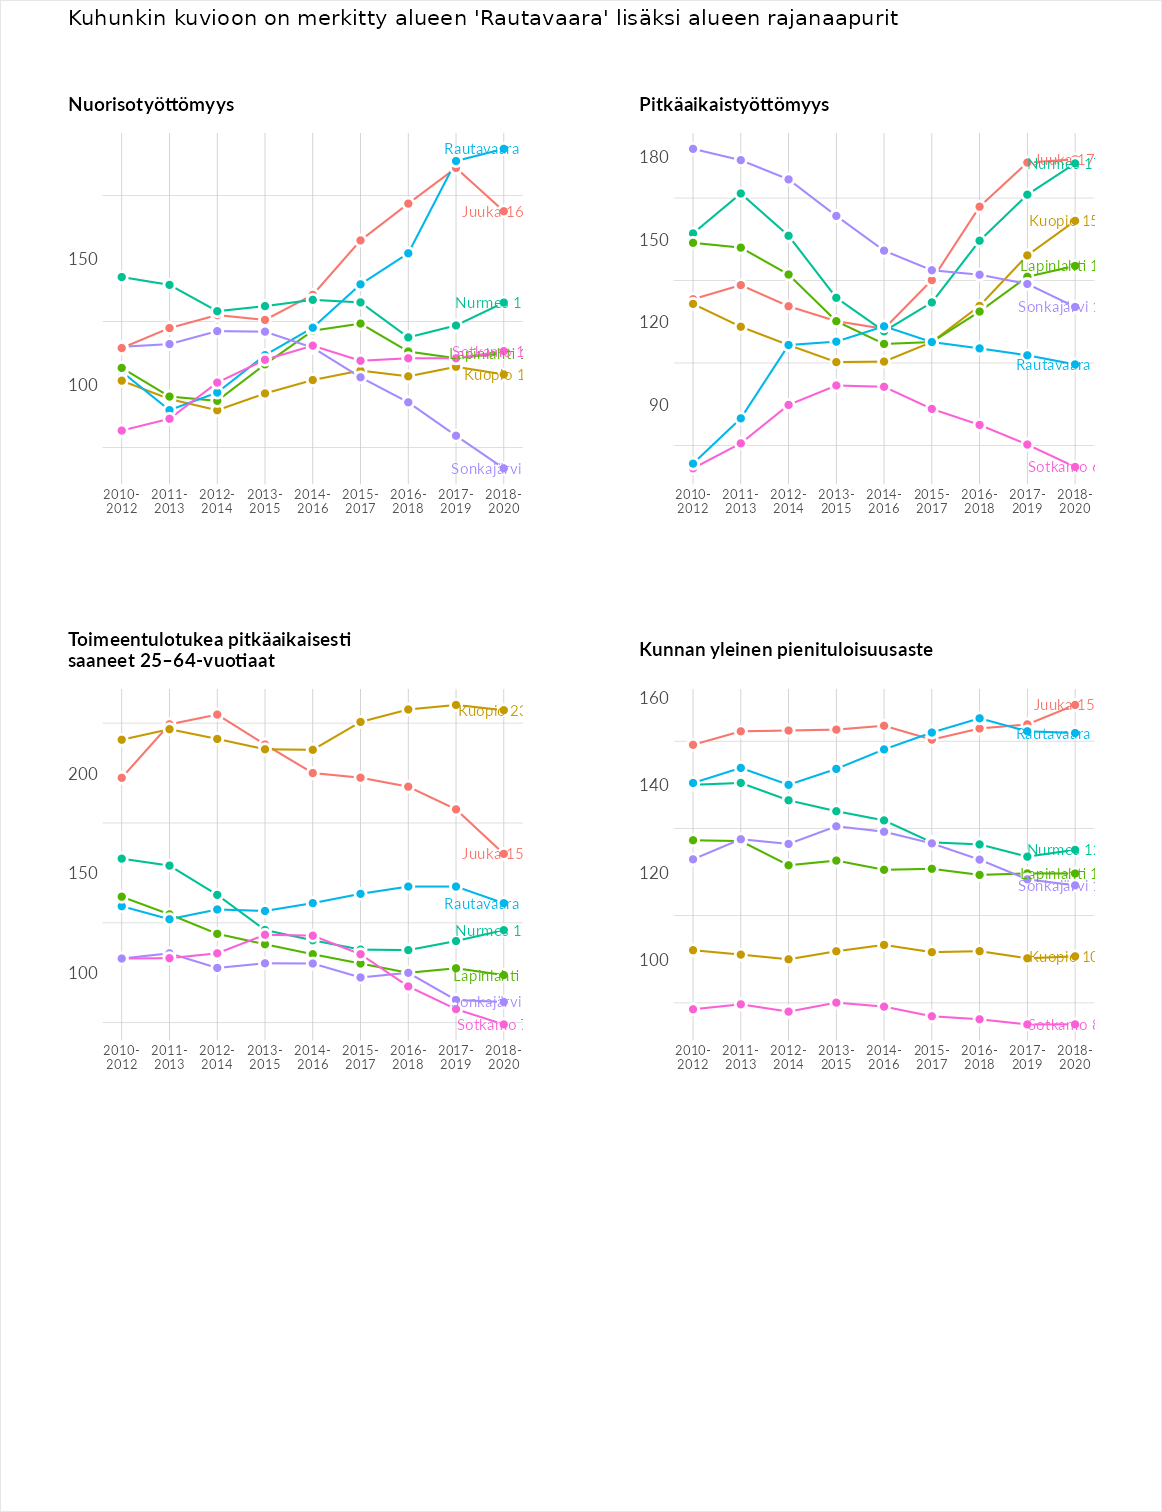 Kuhunkin kuvioon on merkitty alueen 'Rautavaara' lisäksi alueen rajanaapurit
Nuorisotyöttömyys
150
100
Rautavaara
Juuka 16
Nurmes 1
Sotkamo 1
Lapinlahti
Kuopio 1
Sonkajärvi
2010-2012 2011-2013 2012-2014 2013-2015 2014-2016 2015-2017 2016-2018 2017-2019 2018-2020
Pitkäaikaistyöttömyys
180
150
120
90
Juuka 17
Nurmes 1
Kuopio 15
Lapinlahti 1
Sonkajärvi
Rautavaara
Sotkamo
2010-2012 2011-2013 2012-2014 2013-2015 2014-2016 2015-2017 2016-2018 2017-2019 2018-2020
Toimeentulotukea pitkäaikaisesti
saaneet 25–64-vuotiaat
200
150
100
Kuopio 23
Juuka 15
Rautavaara
Nurmes 1
Lapinlahti
Sonkajärvi
Sotkamo
2010-2012 2011-2013 2012-2014 2013-2015 2014-2016 2015-2017 2016-2018 2017-2019 2018-2020
Kunnan yleinen pienituloisuusaste
160
140
120
100
Juuka 15
Rautavaara
Nurmes 12
Lapinlahti 1
Sonkajärvi
Kuopio 10
Sotkamo 8
2010-2012 2011-2013 2012-2014 2013-2015 2014-2016 2015-2017 2016-2018 2017-2019 2018-2020